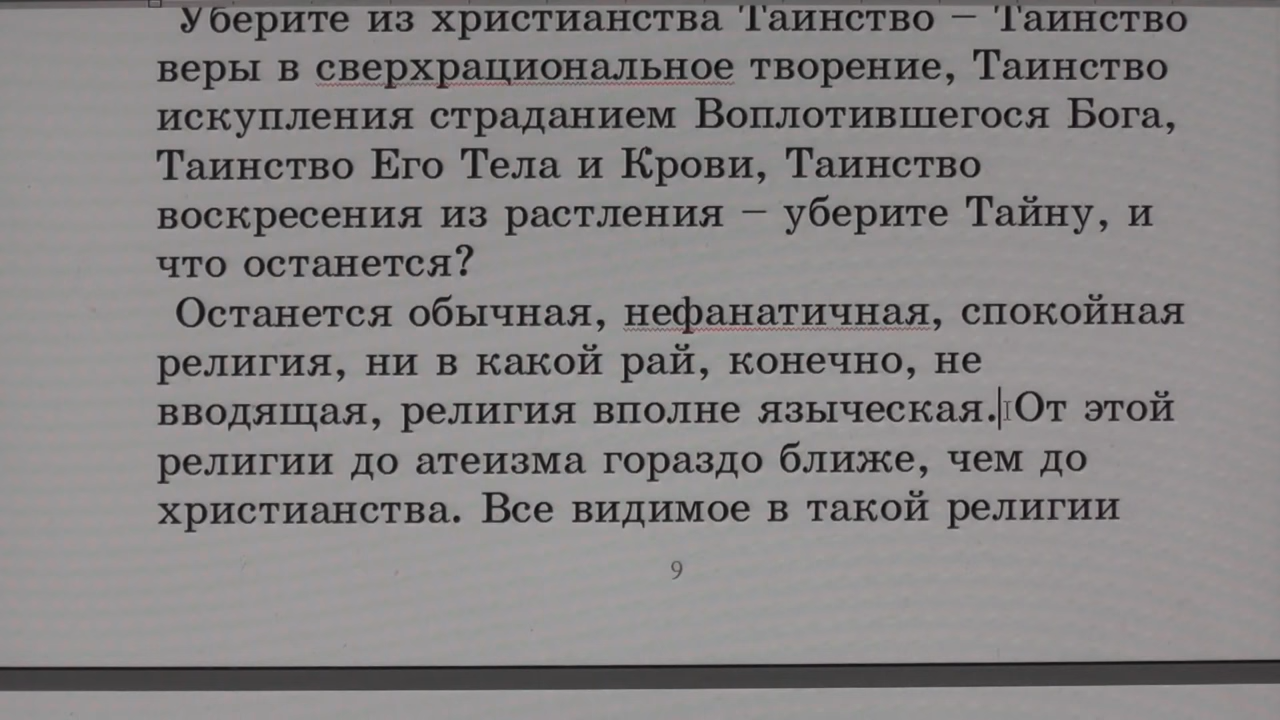 Уберите из христианства Таинство – Таинство
веры в сверхрациональное творение, Таинство
искупления страданием Воплотившегося Бога,
Таинство Его Тела и Крови, Таинство
воскресения из растления – уберите Тайну, и
что останется?
Останется обычная, нефанатичная, спокойная
религия, ни в какой рай, конечно, не
вводящая, религия вполне языческая. От этой
религии до атеизма гораздо ближе, чем до
христианства. Все видимое в такой религии
9